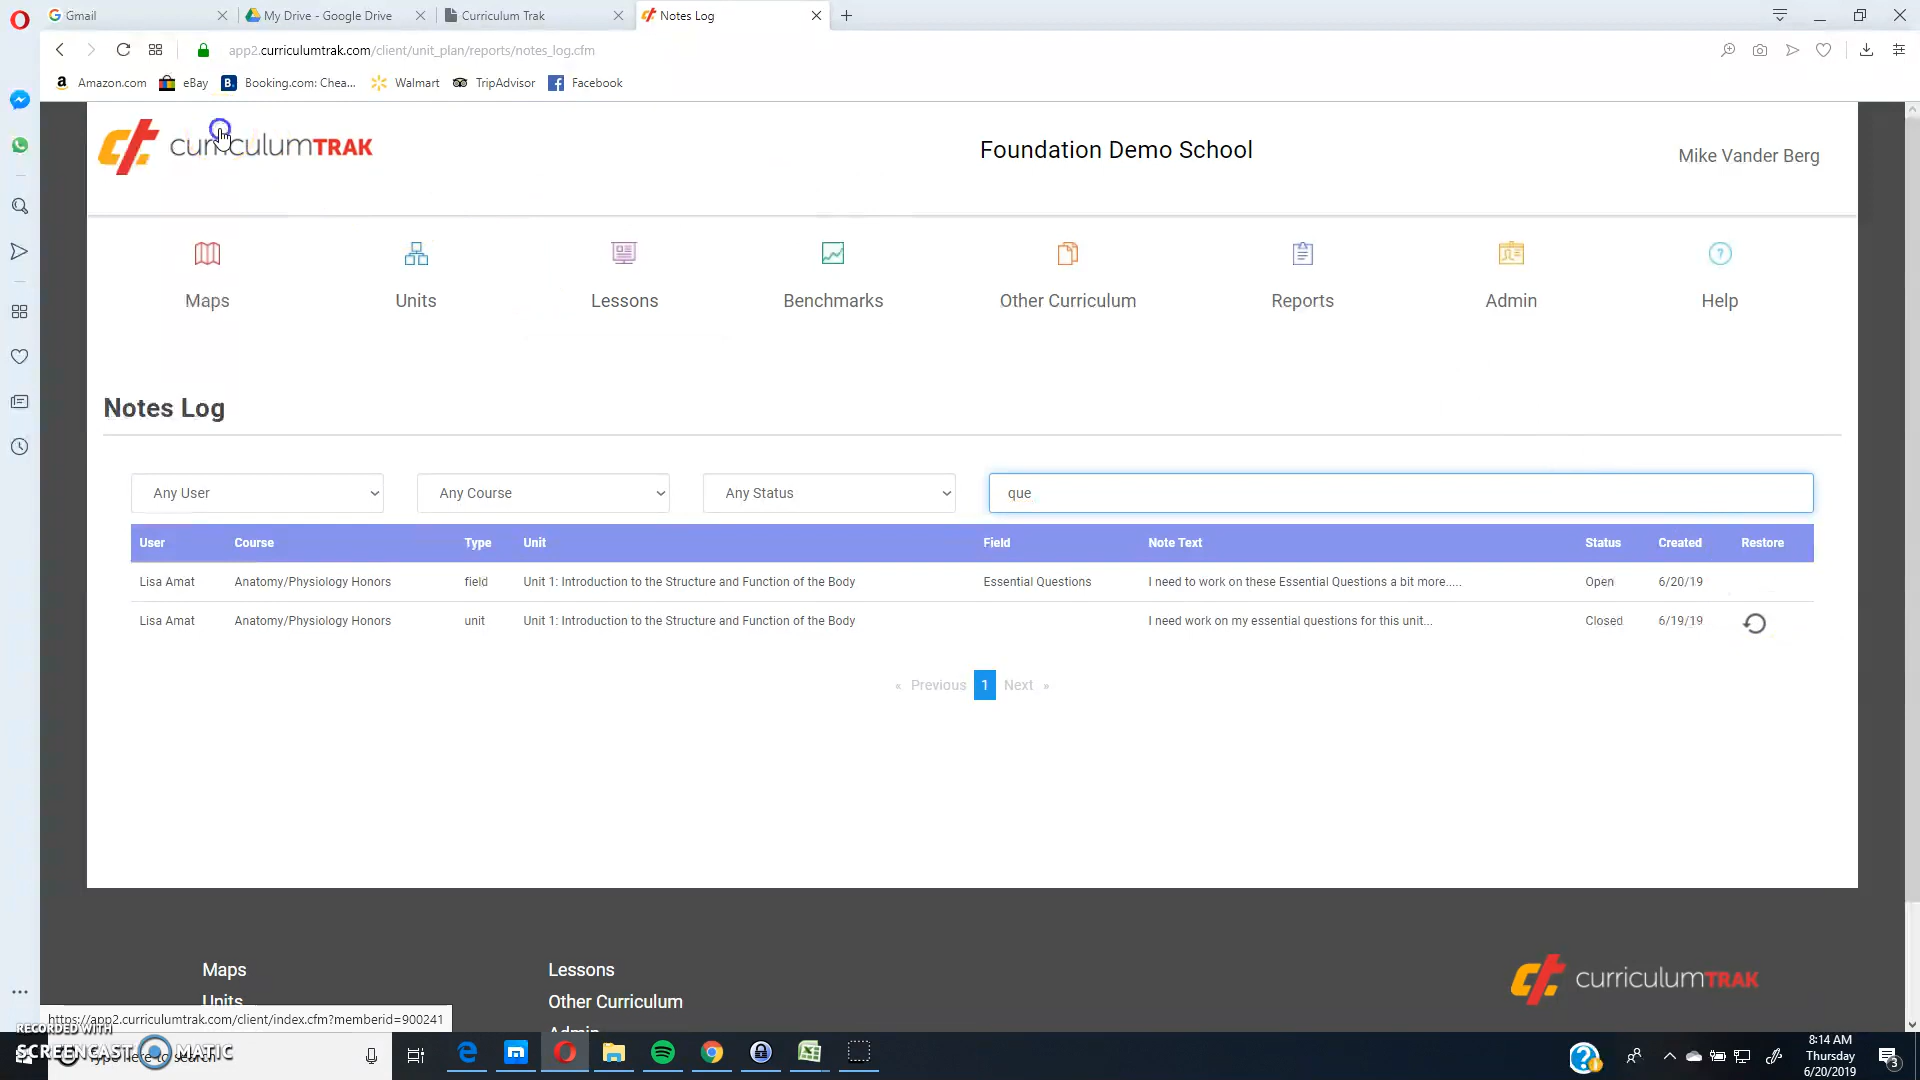 Gmail
My Drive - Google Drive
Curriculum Trak
Notes Log
app2.curriculumtrak.com/client/unit_plan/reports/notes_log.cfm
Amazon.com
eBay
Booking.com: Chea...
Walmart
TripAdvisor
Facebook
curriculumTRAK
Foundation Demo School
Mike Vander Berg
Maps
Units
Lessons
Benchmarks
Other Curriculum
Reports
Admin
Help
Notes Log
Any User
Any Course
Any Status
que
User Course Type Unit Field Note Text Status Created Restore
Lisa Amat Anatomy/Physiology Honors field Unit 1: Introduction to the Structure and Function of the Body Essential Questions I need to work on these Essential Questions a bit more..... Open 6/20/19
Lisa Amat Anatomy/Physiology Honors unit Unit 1: Introduction to the Structure and Function of the Body I need work on my essential questions for this unit... Closed 6/19/19
« Previous 1 Next »
Maps
Lessons
curriculumTRAK
Units
Other Curriculum
Admin
https://app2.curriculumtrak.com/client/index.cfm?memberid=900241
RECORDED WITH
SCREENCAST MATIC
Type here to search
8:14 AM
Thursday
6/20/2019
3